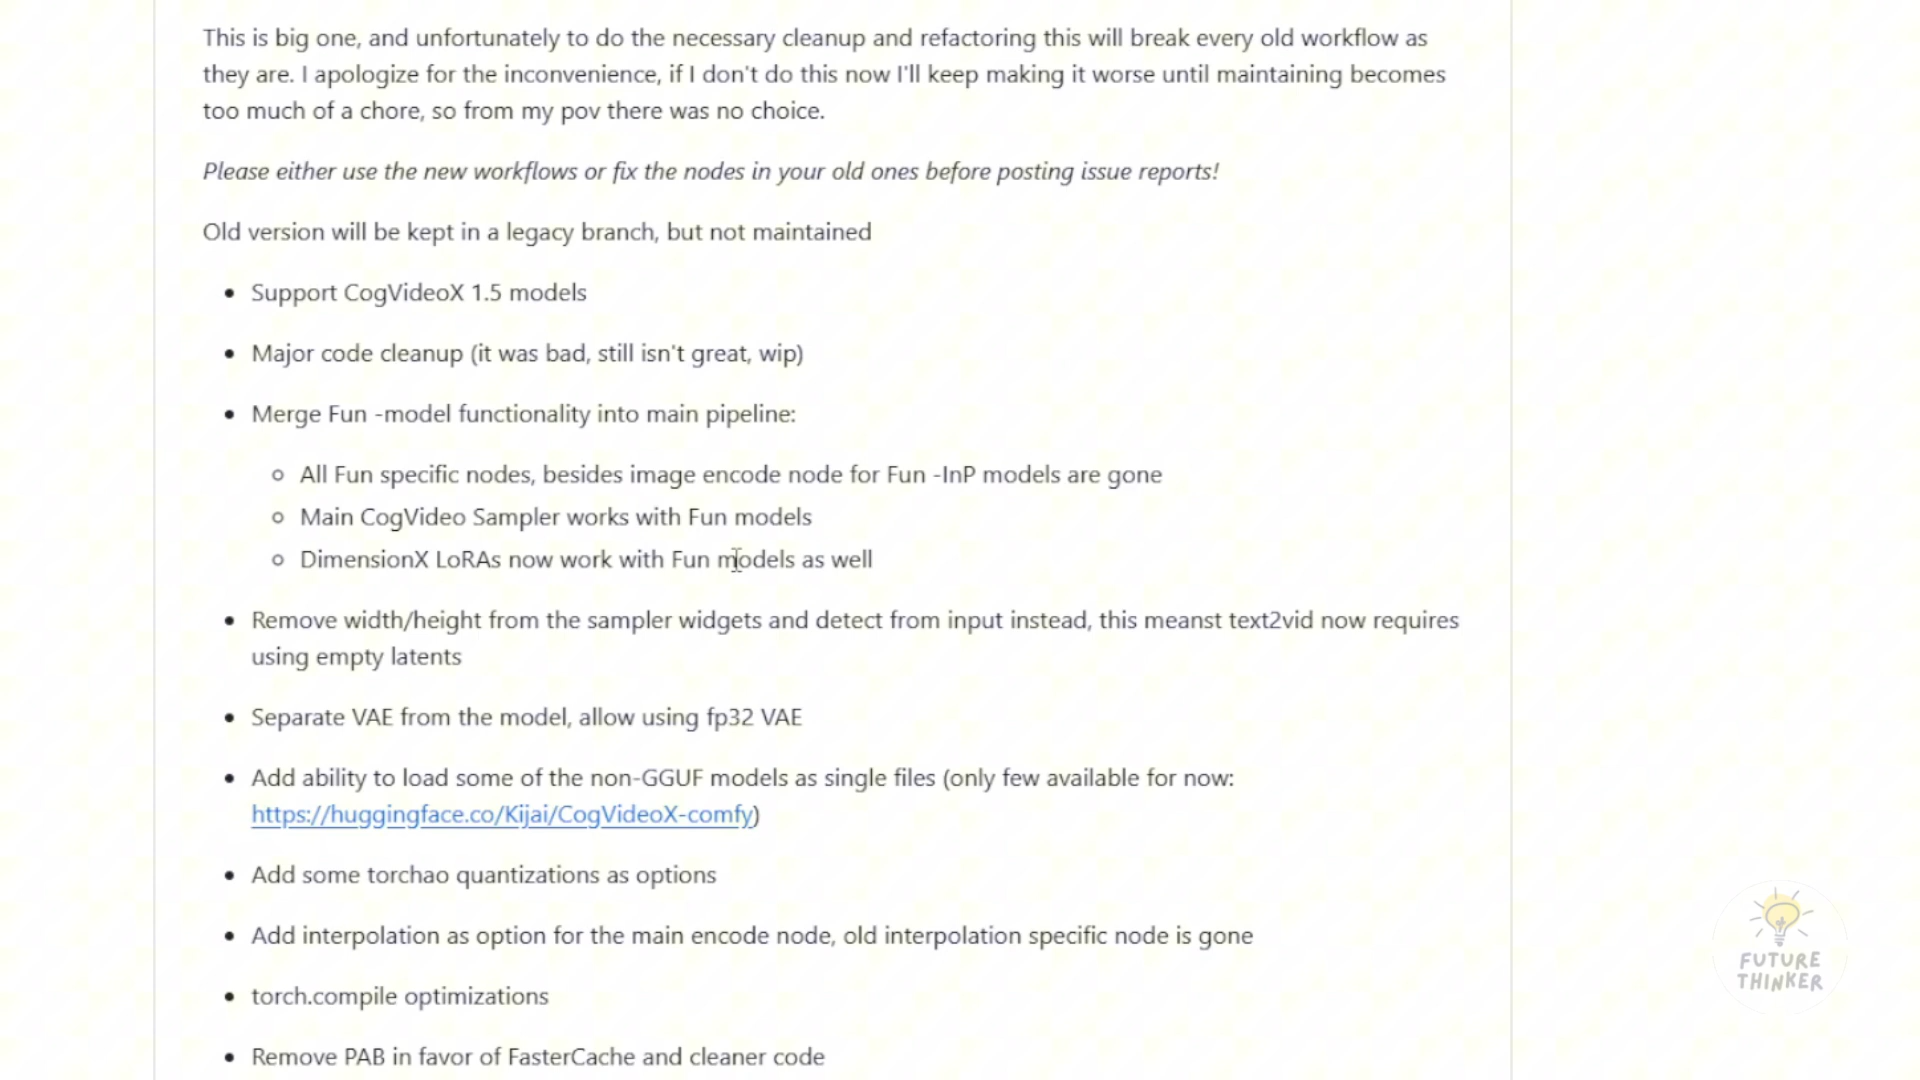 This is big one, and unfortunately to do the necessary cleanup and refactoring this will break every old workflow as
they are. I apologize for the inconvenience, if I don't do this now I'll keep making it worse until maintaining becomes
too much of a chore, so from my pov there was no choice.
Please either use the new workflows or fix the nodes in your old ones before posting issue reports!
Old version will be kept in a legacy branch, but not maintained
• Support CogVideoX 1.5 models
• Major code cleanup (it was bad, still isn't great, wip)
• Merge Fun -model functionality into main pipeline:
○ All Fun specific nodes, besides image encode node for Fun -InP models are gone
○ Main CogVideo Sampler works with Fun models
○ DimensionX LoRAs now work with Fun models as well
• Remove width/height from the sampler widgets and detect from input instead, this meanst text2vid now requires
using empty latents
• Separate VAE from the model, allow using fp32 VAE
• Add ability to load some of the non-GGUF models as single files (only few available for now:
https://huggingface.co/Kijai/CogVideoX-comfy)
• Add some torchao quantizations as options
• Add interpolation as option for the main encode node, old interpolation specific node is gone
• torch.compile optimizations
• Remove PAB in favor of FasterCache and cleaner code
FUTURE
THINKER